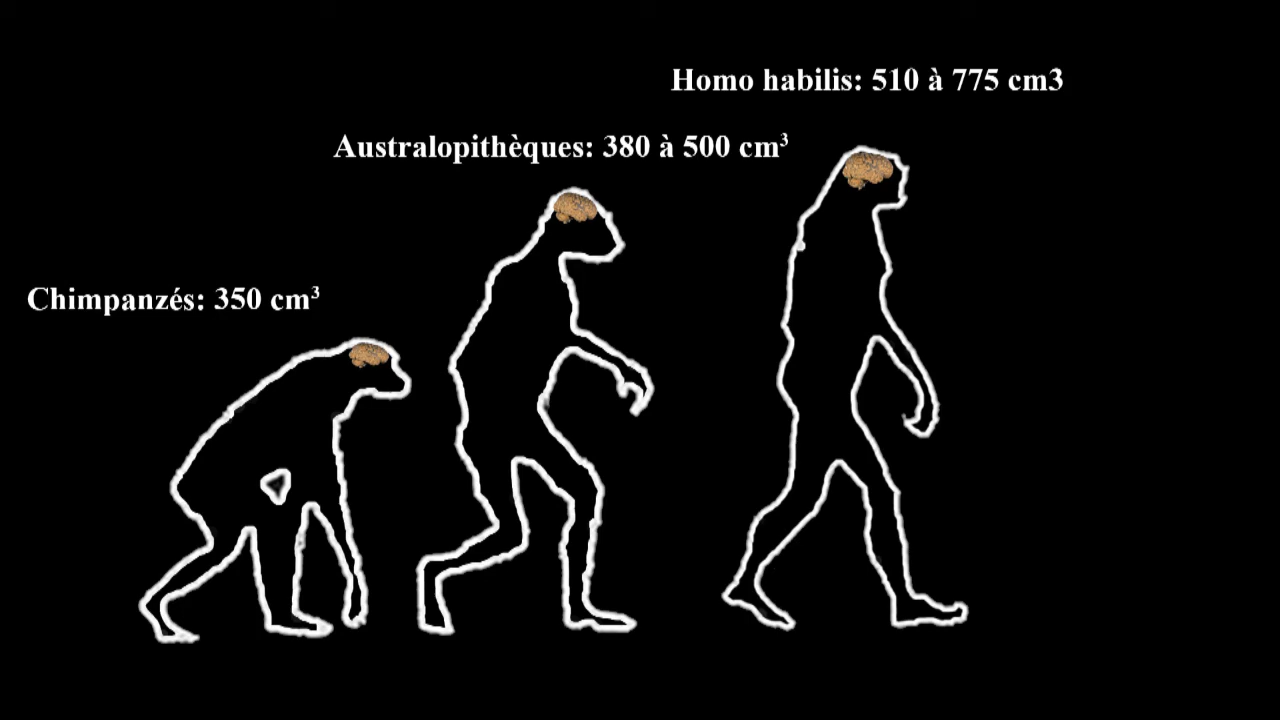 Homo habilis: 510 à 775 cm3
Australopithèques: 380 à 500 cm³
Chimpanzés: 350 cm³